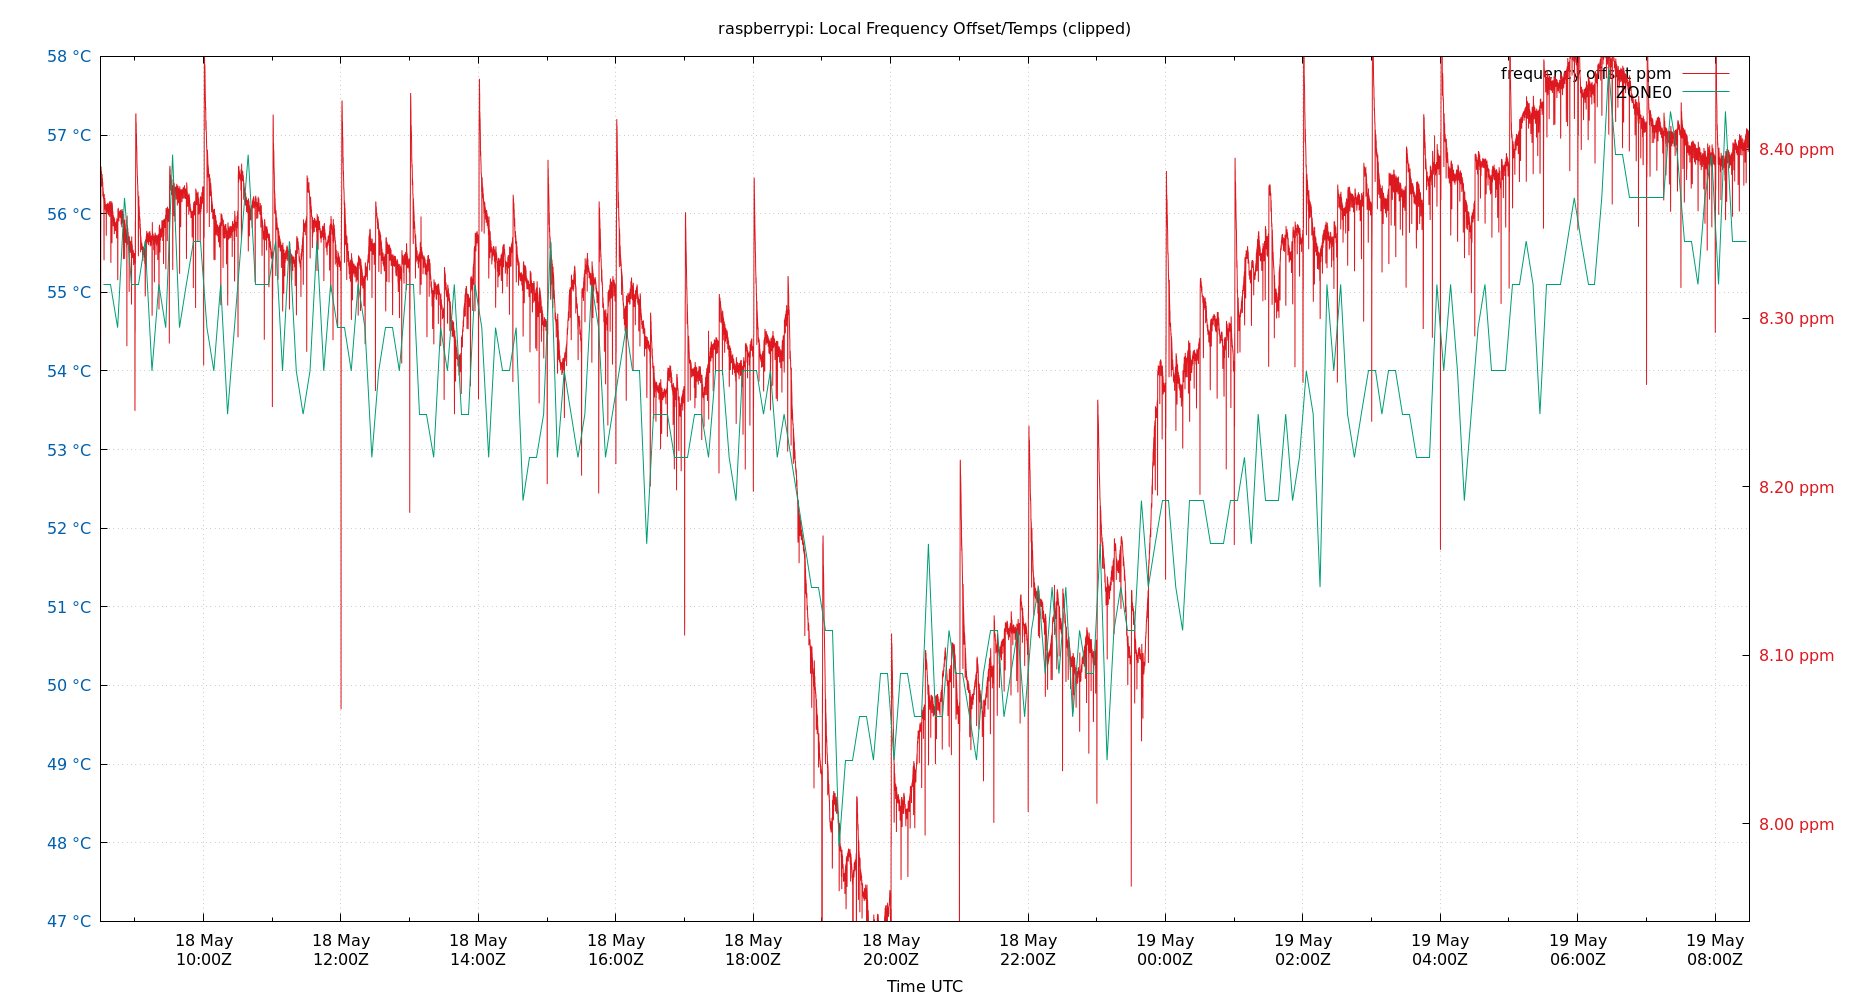 raspberrypi: Local Frequency Offset/Temps (clipped)
58 °C
57 °C
56 °C
55 °C
54 °C
53 °C
52 °C
51 °C
50 °C
49 °C
48 °C
47 °C
frequency offset ppm
ZONE0
8.40 ppm
8.30 ppm
8.20 ppm
8.10 ppm
8.00 ppm
18 May 10:00Z
18 May 12:00Z
18 May 14:00Z
18 May 16:00Z
18 May 18:00Z
18 May 20:00Z
18 May 22:00Z
19 May 00:00Z
19 May 02:00Z
19 May 04:00Z
19 May 06:00Z
19 May 08:00Z
Time UTC